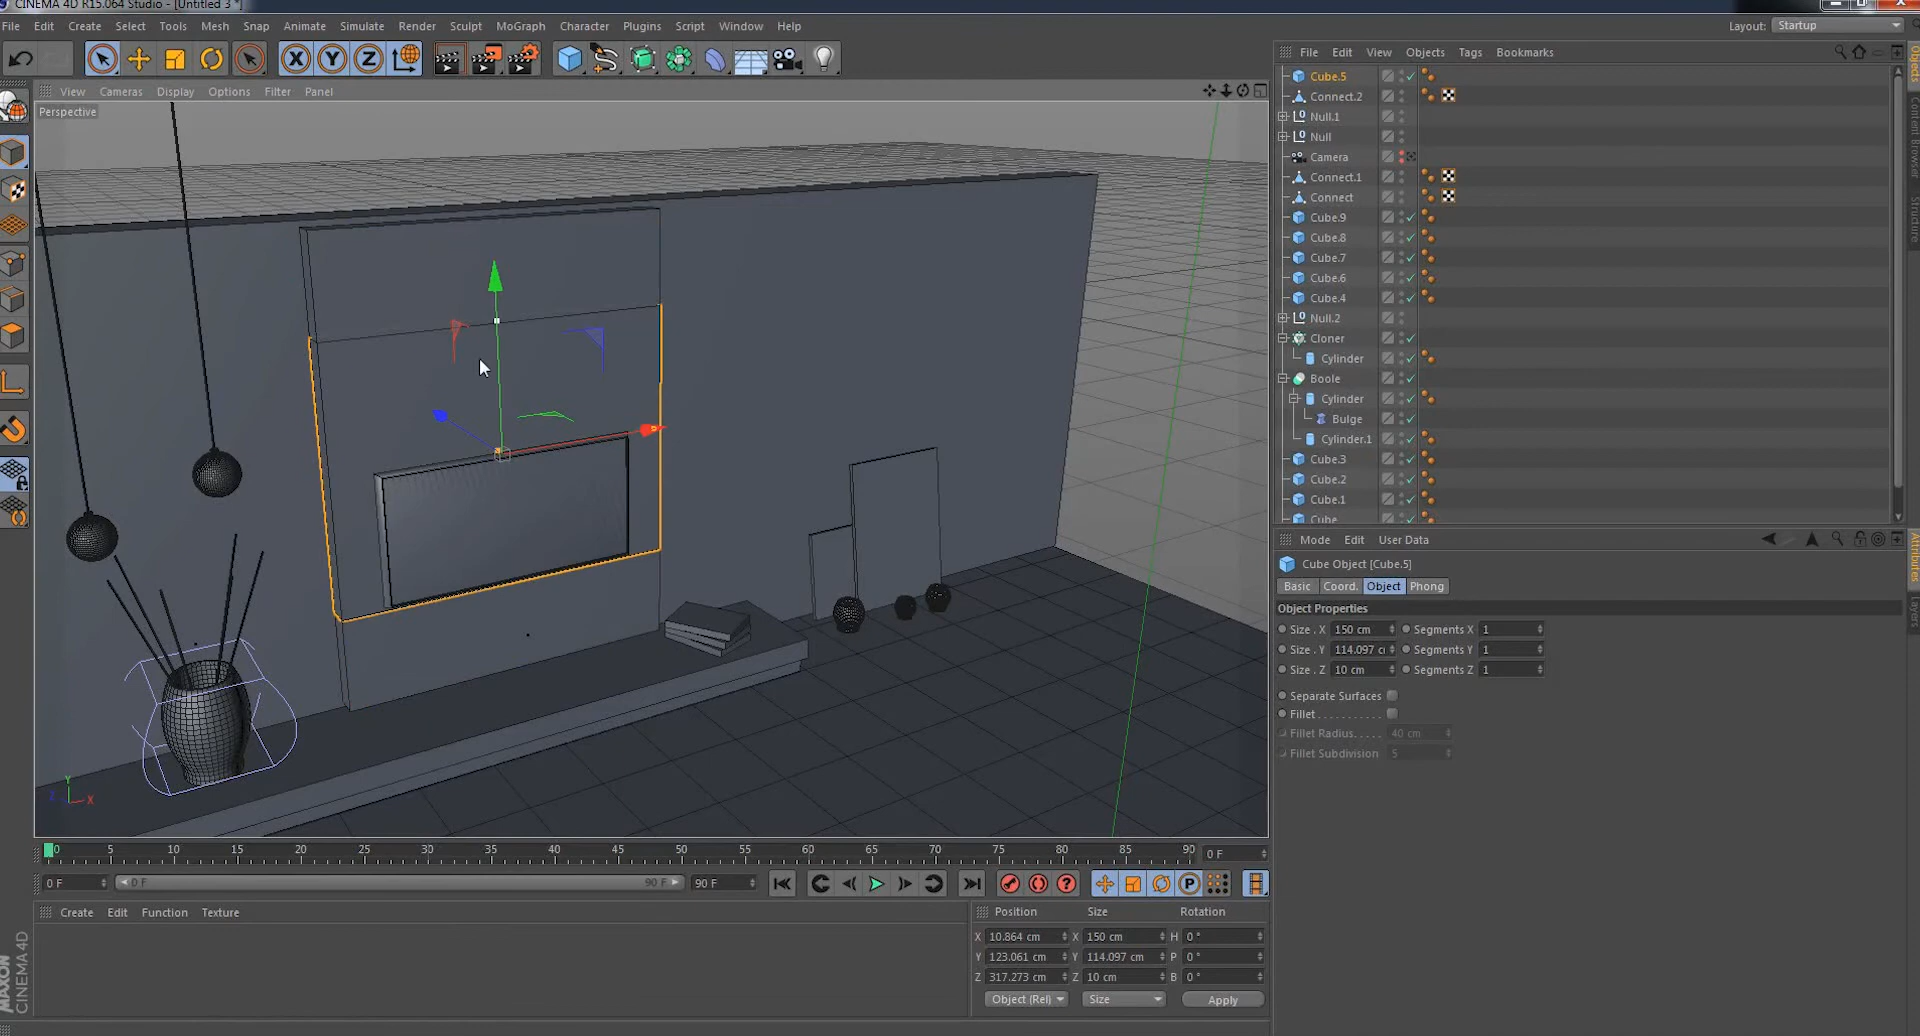 CINEMA 4D R15.064 Studio - [Untitled 3 *]
File Edit Create Select Tools Mesh Snap Animate Simulate Render Sculpt MoGraph Character Plugins Script Window Help
Layout: Startup
X Y Z
View Cameras Display Options Filter Panel
Perspective
Y
Z X
File Edit View Objects Tags Bookmarks
Cube.5
Connect.2
Null.1
Null
Camera
Connect.1
Connect
Cube.9
Cube.8
Cube.7
Cube.6
Cube.4
Null.2
Cloner
Cylinder
Boole
Cylinder
Bulge
Cylinder.1
Cube.3
Cube.2
Cube.1
Cube
Objects
Content Browser
Structure
Mode Edit User Data
Cube Object [Cube.5]
Basic Coord. Object Phong
Object Properties
Size . X 150 cm Segments X 1
Size . Y 114.097 c Segments Y 1
Size . Z 10 cm Segments Z 1
Separate Surfaces
Fillet . . . . . . . . . . . .
Fillet Radius. . . . . 40 cm
Fillet Subdivision 5
Attributes
Layers
0 5 10 15 20 25 30 35 40 45 50 55 60 65 70 75 80 85 90 0 F
0 F 0 F 90 F 90 F
P
Create Edit Function Texture
Position Size Rotation
X 10.864 cm X 150 cm H 0 °
Y 123.061 cm Y 114.097 cm P 0 °
Z 317.273 cm Z 10 cm B 0 °
Object (Rel) Size Apply
MAXON
CINEMA 4D